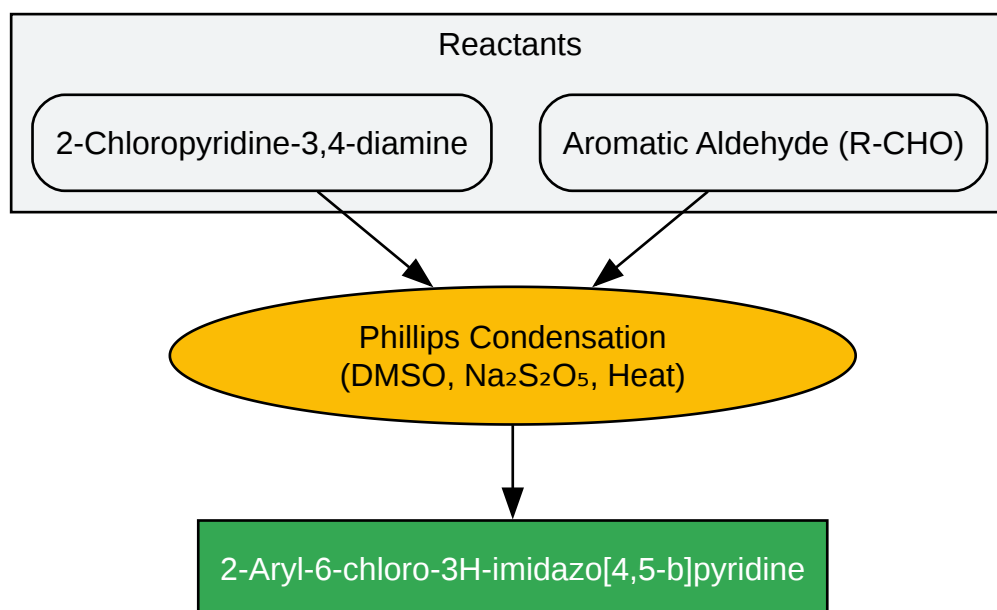 Reactants
2-Chloropyridine-3,4-diamine
Aromatic Aldehyde (R-CHO)
Phillips Condensation
(DMSO, Na₂S₂O₅, Heat)
2-Aryl-6-chloro-3H-imidazo[4,5-b]pyridine